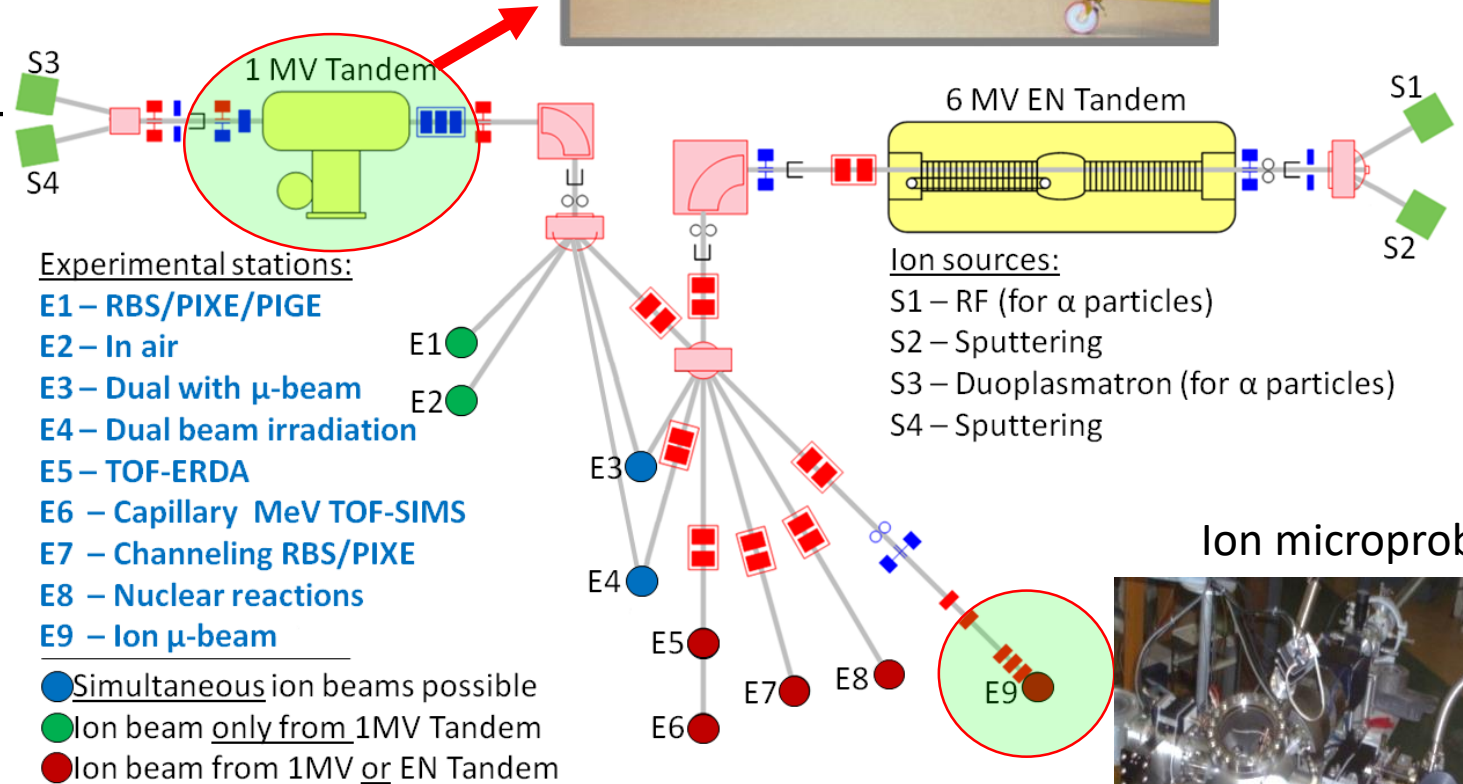 S3
1 MV Tandem
S4
6 MV EN Tandem
S1
S2
Experimental stations:
E1 – RBS/PIXE/PIGE
E2 – In air
E3 – Dual with μ-beam
E4 – Dual beam irradiation
E5 – TOF-ERDA
E6 – Capillary MeV TOF-SIMS
E7 – Channeling RBS/PIXE
E8 – Nuclear reactions
E9 – Ion μ-beam
Simultaneous ion beams possible
Ion beam only from 1MV Tandem
Ion beam from 1MV or EN Tandem
Ion sources:
S1 – RF (for α particles)
S2 – Sputtering
S3 – Duoplasmatron (for α particles)
S4 – Sputtering
E1
E2
E3
E4
E5
E6
E7
E8
E9
Ion microprob